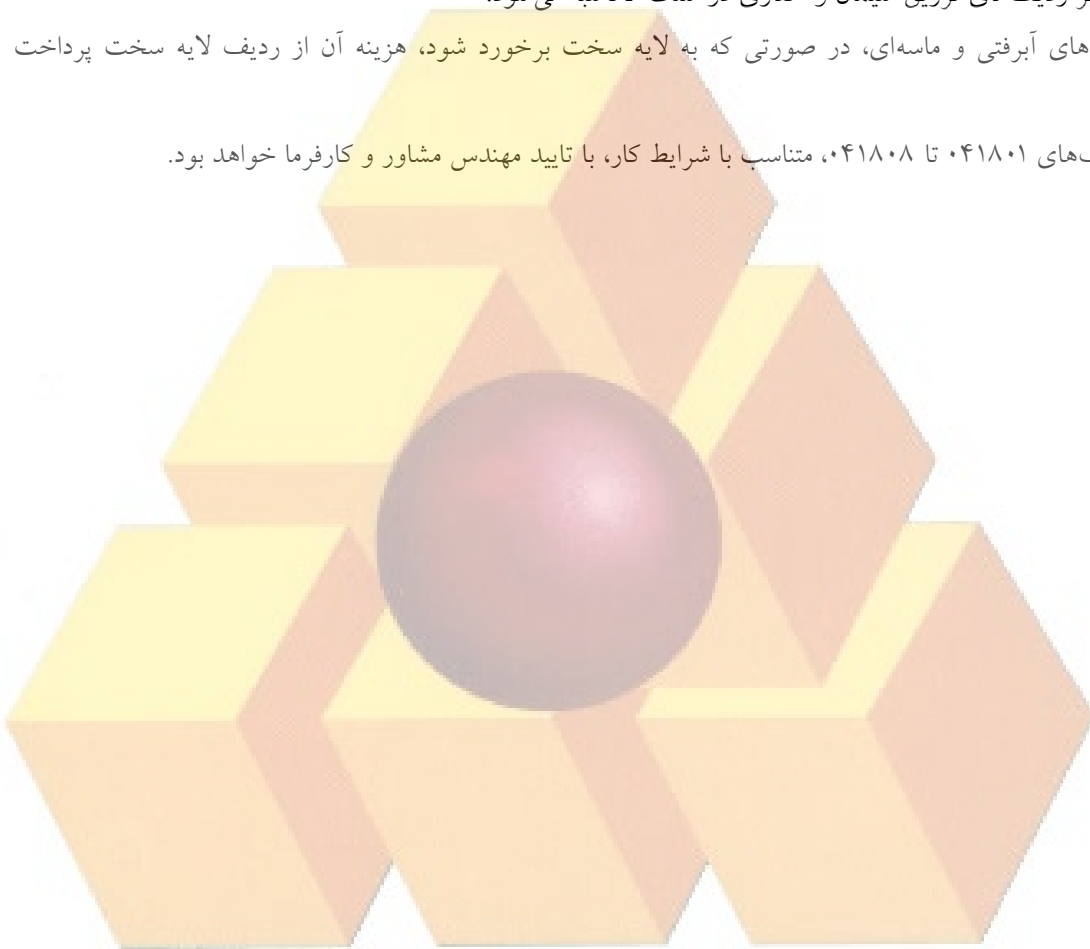 های آبرفتی و ماسه‌ای، در صورتی که به لایه سخت برخورد شود، هزینه آن از ردیف لایه سخت پرداخت
های ۰۴۱۸۰۱ تا ۰۴۱۸۰۸، متناسب با شرایط کار، با تایید مهندس مشاور و کارفرما خواهد بود.